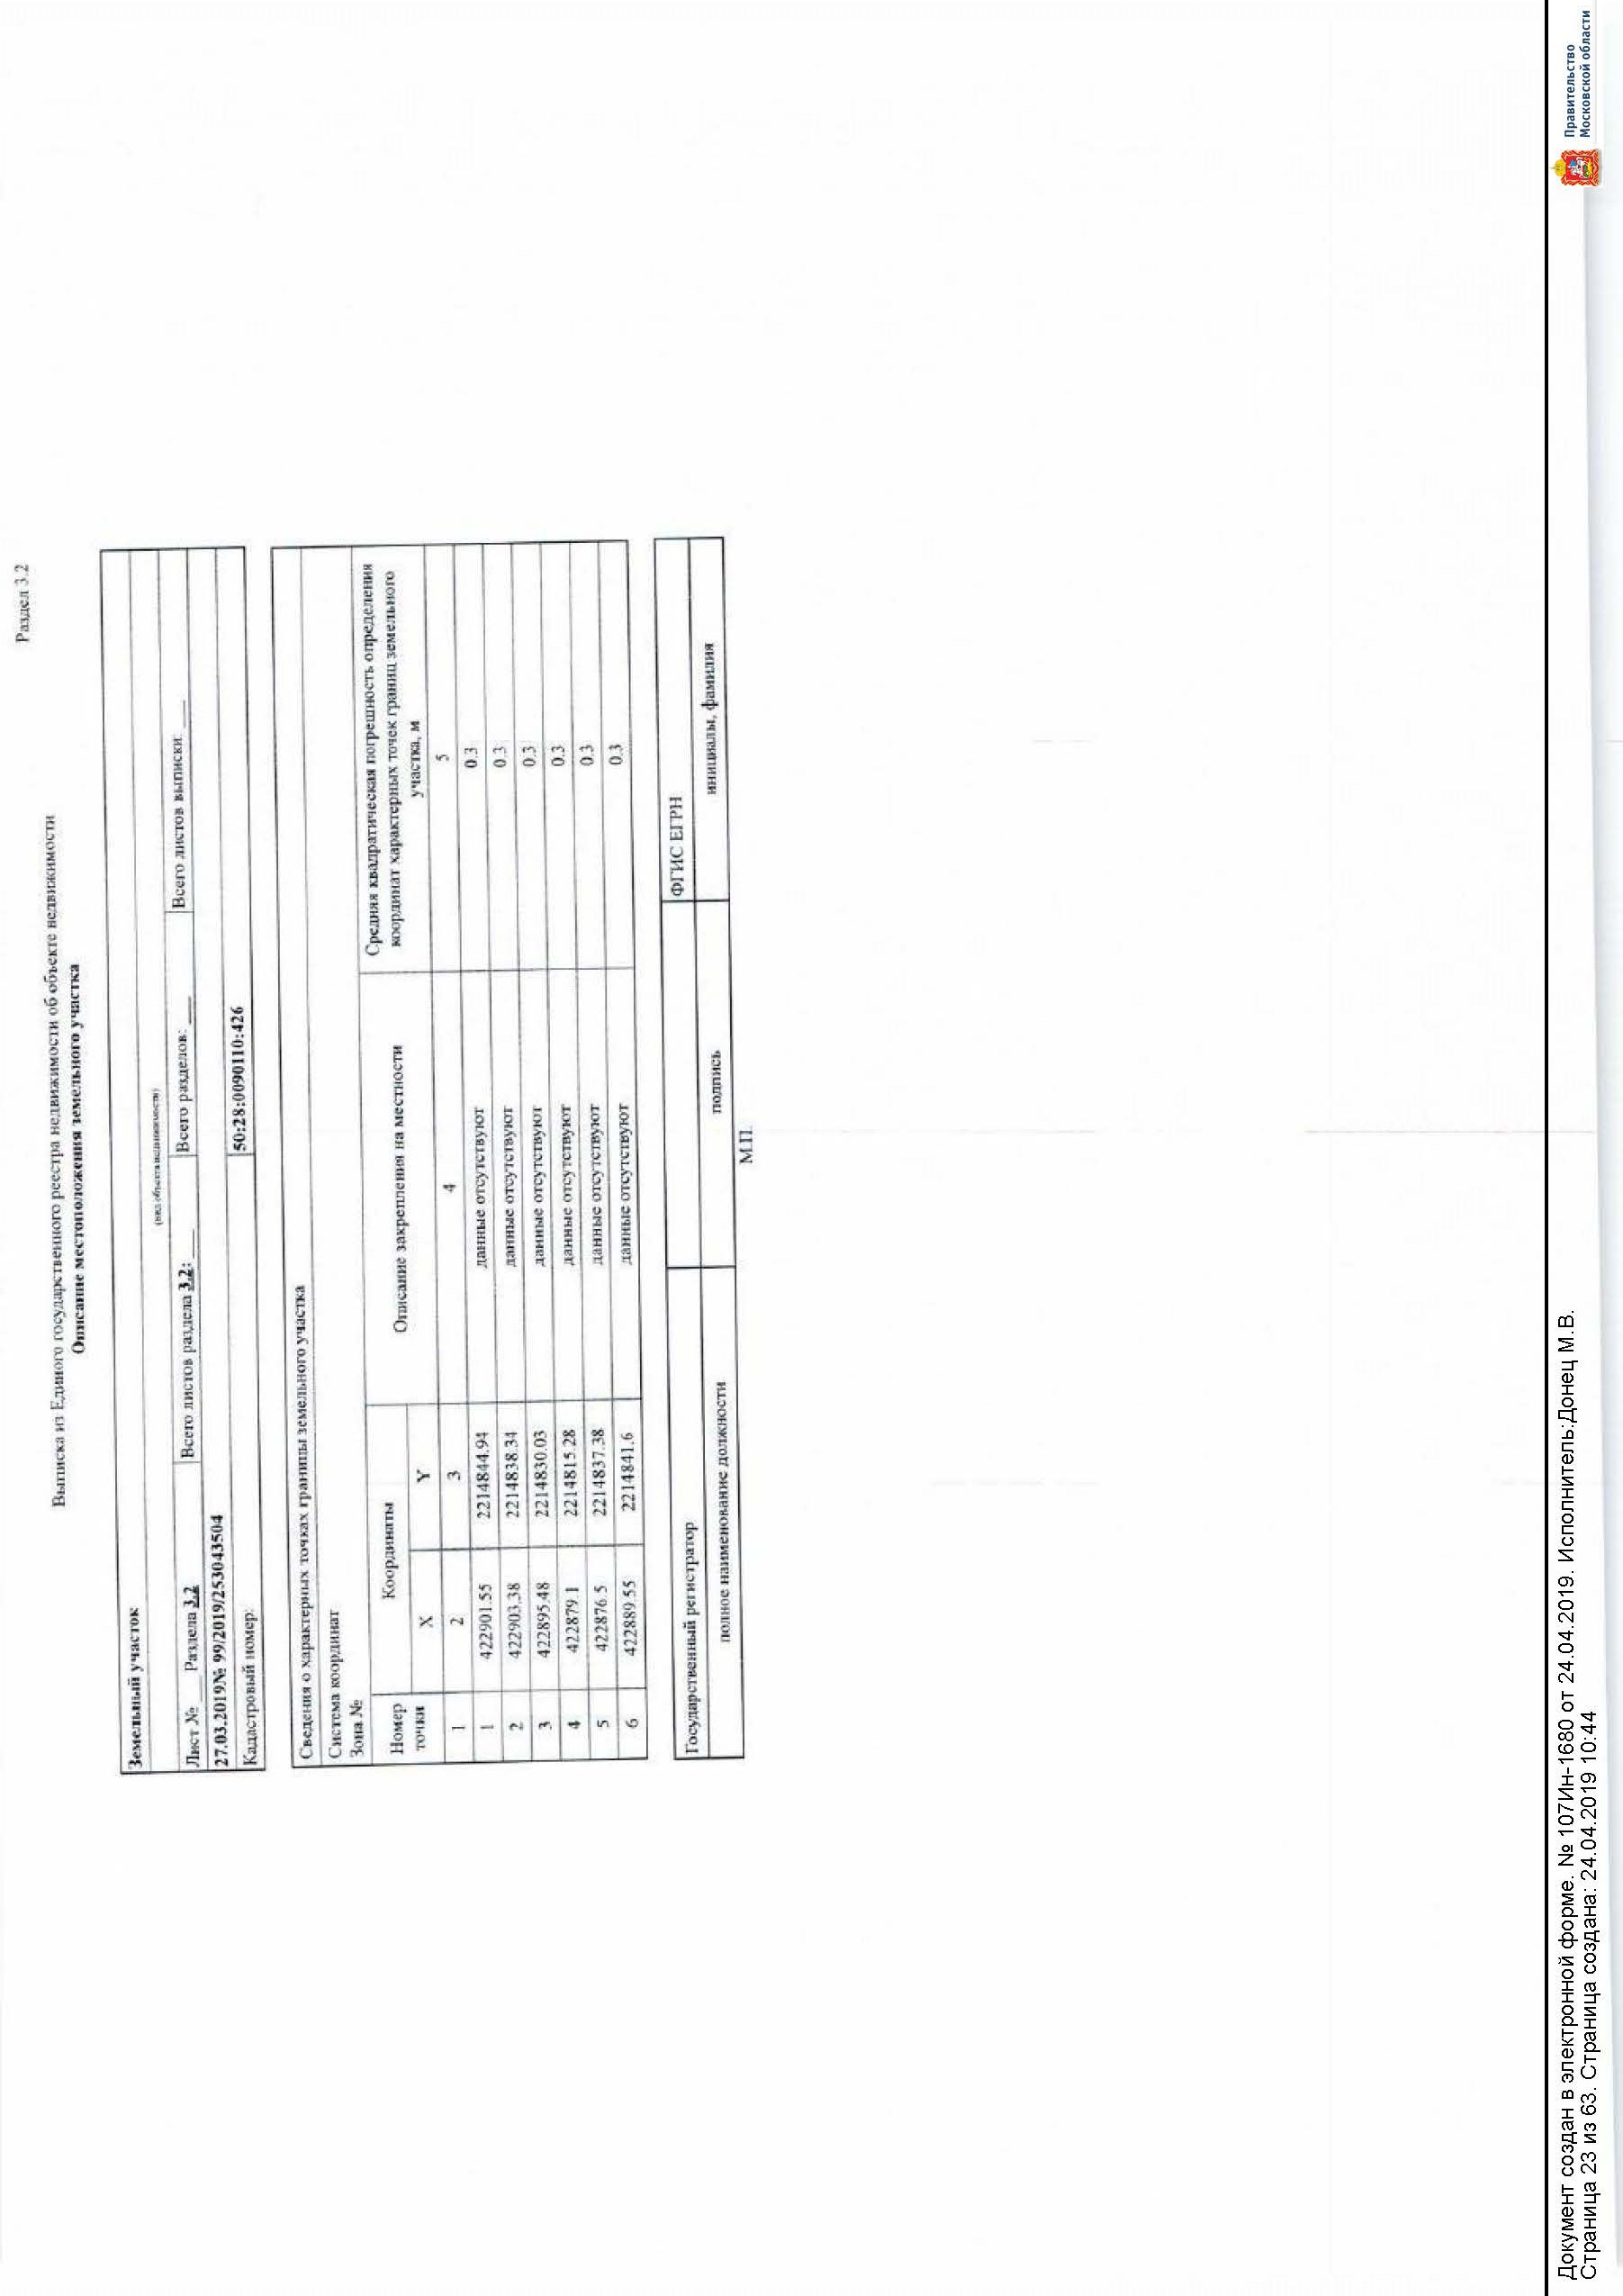 Раздел 3.2
Выписка из Единого государственного реестра недвижимости об объекте недвижимости
Описание местоположения земельного участка
Земельный участок
(вид объекта недвижимости)
Лист № ___ Раздела 3.2 Всего листов раздела 3.2: ___ Всего разделов: ___ Всего листов выписки: ___
27.03.2019№ 99/2019/253043504
Кадастровый номер: 50:28:0090110:426
Сведения о характерных точках границы земельного участка
Система координат
Зона №
Номер точки Координаты Описание закрепления на местности Средняя квадратическая погрешность определения координат характерных точек границ земельного участка, м
X Y
1 2 3 4 5
1 422901.55 2214844.94 данные отсутствуют 0.3
2 422903.38 2214838.34 данные отсутствуют 0.3
3 422895.48 2214830.03 данные отсутствуют 0.3
4 422879.1 2214815.28 данные отсутствуют 0.3
5 422876.5 2214837.38 данные отсутствуют 0.3
6 422889.55 2214841.6 данные отсутствуют 0.3
Государственный регистратор ФГИС ЕГРН
полное наименование должности подпись инициалы, фамилия
М.П.
Документ создан в электронной форме. № 107Ин-1680 от 24.04.2019. Исполнитель:Донец М.В.
Страница 23 из 63. Страница создана: 24.04.2019 10:44
Правительство
Московской области